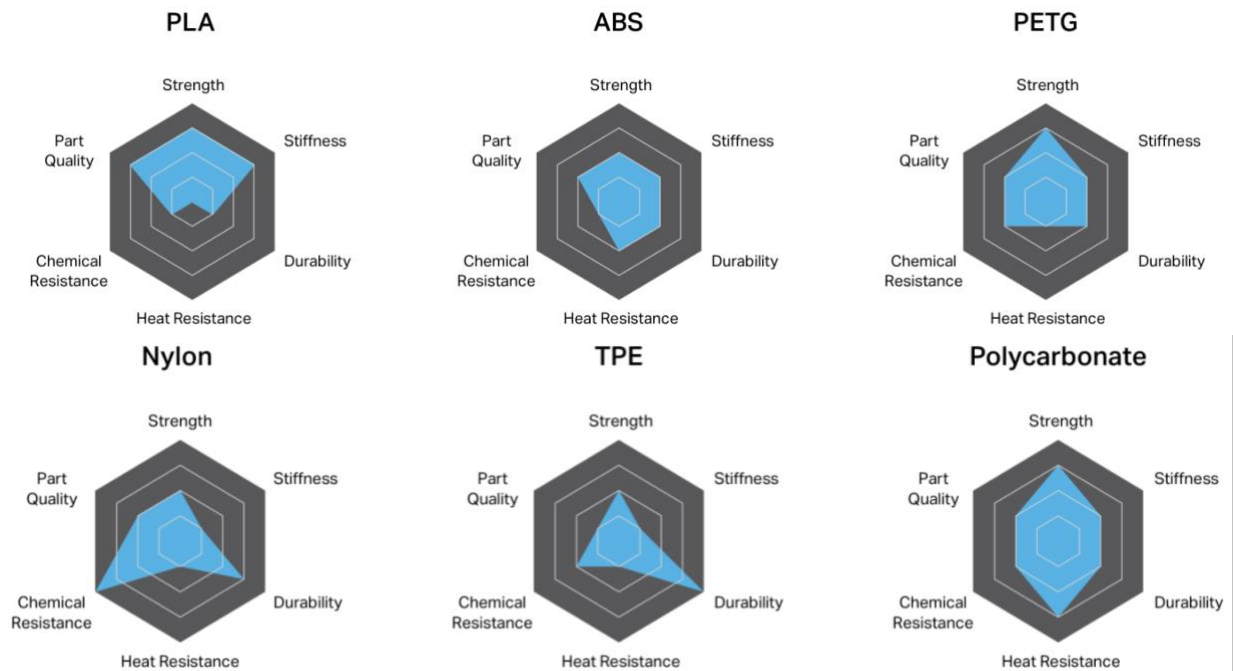 PLA
Strength
Part
Quality
Stiffness
Chemical
Resistance
Durability
Heat Resistance
ABS
Strength
Part
Quality
Stiffness
Chemical
Resistance
Durability
Heat Resistance
PETG
Strength
Part
Quality
Stiffness
Chemical
Resistance
Durability
Heat Resistance
Nylon
Strength
Part
Quality
Stiffness
Chemical
Resistance
Durability
Heat Resistance
TPE
Strength
Part
Quality
Stiffness
Chemical
Resistance
Durability
Heat Resistance
Polycarbonate
Strength
Part
Quality
Stiffness
Chemical
Resistance
Durability
Heat Resistance